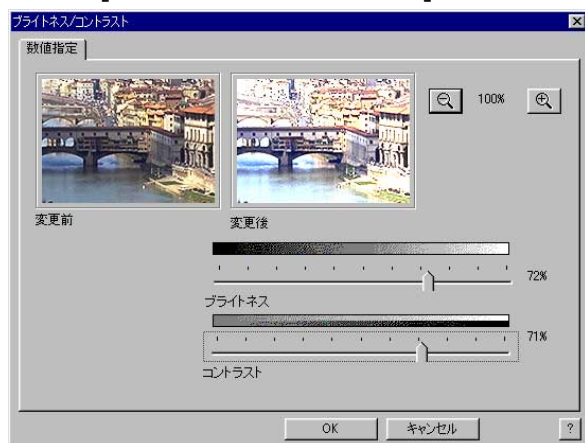 ブライトネス/コントラスト
数値指定
100%
変更前
変更後
72%
ブライトネス
71%
コントラスト
OK
キャンセル
?